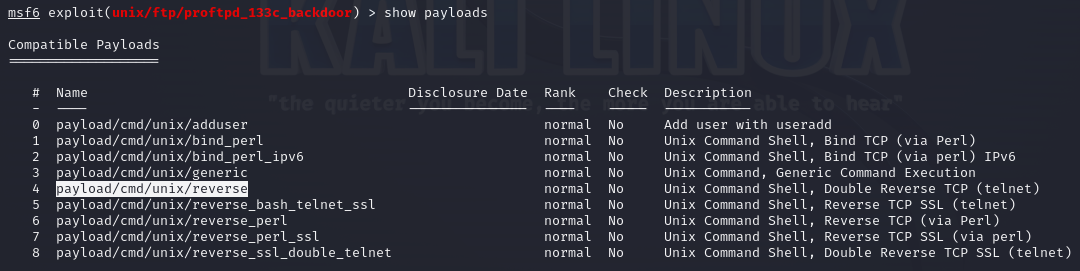 msf6 exploit(unix/ftp/proftpd_133c_backdoor) > show payloads
Compatible Payloads
===================
KALI LINUX
"the quieter you become, the more you are able to hear"
#  Name                                        Disclosure Date  Rank    Check  Description
-  ----                                        ---------------  ----    -----  -----------
0  payload/cmd/unix/adduser                                     normal  No     Add user with useradd
1  payload/cmd/unix/bind_perl                                   normal  No     Unix Command Shell, Bind TCP (via Perl)
2  payload/cmd/unix/bind_perl_ipv6                              normal  No     Unix Command Shell, Bind TCP (via perl) IPv6
3  payload/cmd/unix/generic                                     normal  No     Unix Command, Generic Command Execution
4  payload/cmd/unix/reverse                                     normal  No     Unix Command Shell, Double Reverse TCP (telnet)
5  payload/cmd/unix/reverse_bash_telnet_ssl                     normal  No     Unix Command Shell, Reverse TCP SSL (telnet)
6  payload/cmd/unix/reverse_perl                                normal  No     Unix Command Shell, Reverse TCP (via Perl)
7  payload/cmd/unix/reverse_perl_ssl                            normal  No     Unix Command Shell, Reverse TCP SSL (via perl)
8  payload/cmd/unix/reverse_ssl_double_telnet                   normal  No     Unix Command Shell, Double Reverse TCP SSL (telnet)